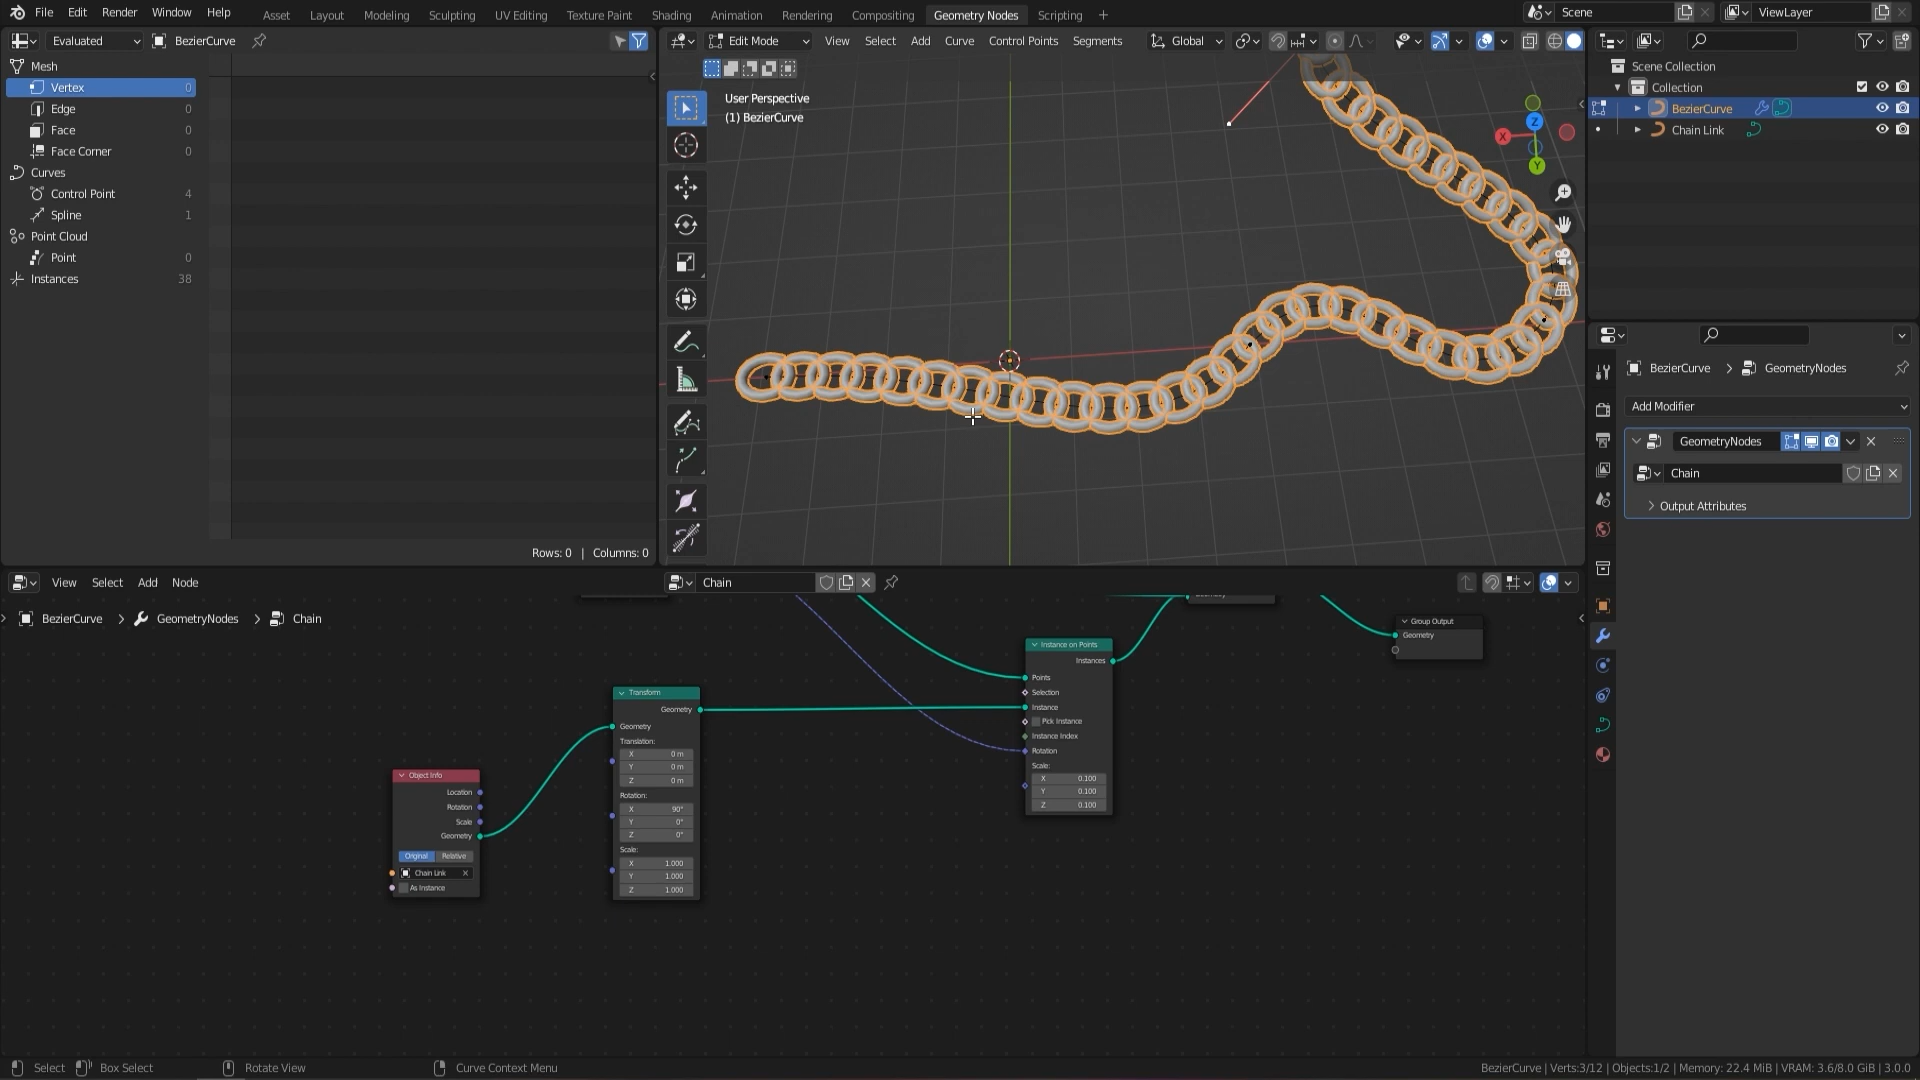 File Edit Render Window Help
Asset Layout Modeling Sculpting UV Editing Texture Paint Shading Animation Rendering Compositing Geometry Nodes Scripting +
Scene
ViewLayer
Evaluated BezierCurve
Mesh
Vertex 0
Edge 0
Face 0
Face Corner 0
Curves
Control Point 4
Spline 1
Point Cloud
Point 0
Instances 38
Rows: 0 | Columns: 0
Edit Mode View Select Add Curve Control Points Segments Global
User Perspective
(1) BezierCurve
X
Z
Y
Scene Collection
Collection
BezierCurve
Chain Link
BezierCurve > GeometryNodes
Add Modifier
GeometryNodes
Chain
Output Attributes
View Select Add Node
Chain
BezierCurve > GeometryNodes > Chain
Object Info
Location
Rotation
Scale
Geometry
Original Relative
Chain Link
As Instance
Transform
Geometry
Geometry
Translation:
X 0 m
Y 0 m
Z 0 m
Rotation:
X 90°
Y 0°
Z 0°
Scale:
X 1.000
Y 1.000
Z 1.000
Instance on Points
Instances
Points
Selection
Instance
Pick Instance
Instance Index
Rotation
Scale:
X 0.100
Y 0.100
Z 0.100
Group Output
Geometry
Select Box Select Rotate View Curve Context Menu
BezierCurve | Verts:3/12 | Objects:1/2 | Memory: 22.4 MiB | VRAM: 3.6/8.0 GiB | 3.0.0